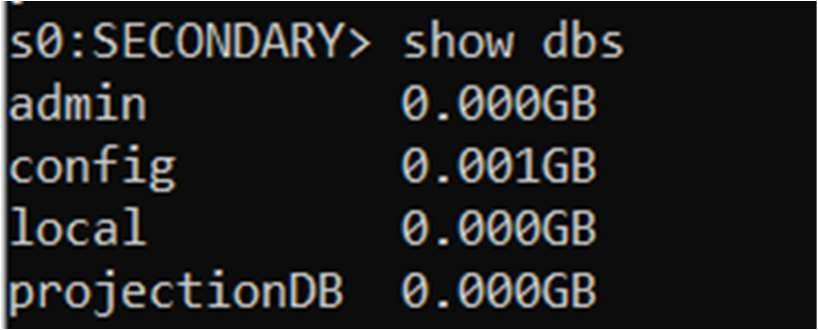 s0:SECONDARY> show dbs
admin 0.000GB
config 0.001GB
local 0.000GB
projectionDB 0.000GB